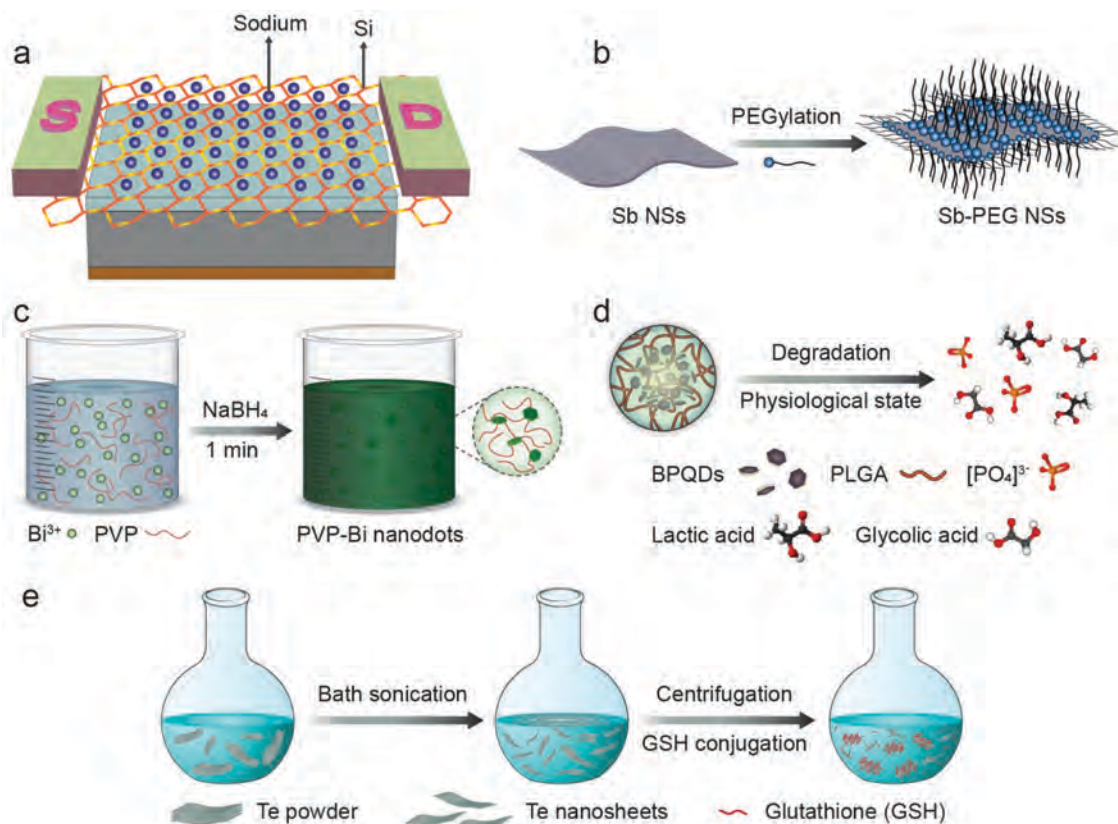 a
Sodium
Si
S
D
b
PEGylation
Sb NSs
Sb-PEG NSs
c
NaBH₄
1 min
Bi³⁺ PVP
PVP-Bi nanodots
d
Degradation
Physiological state
BPQDs PLGA [PO₄]³⁻
Lactic acid Glycolic acid
e
Bath sonication
Centrifugation
GSH conjugation
Te powder Te nanosheets Glutathione (GSH)